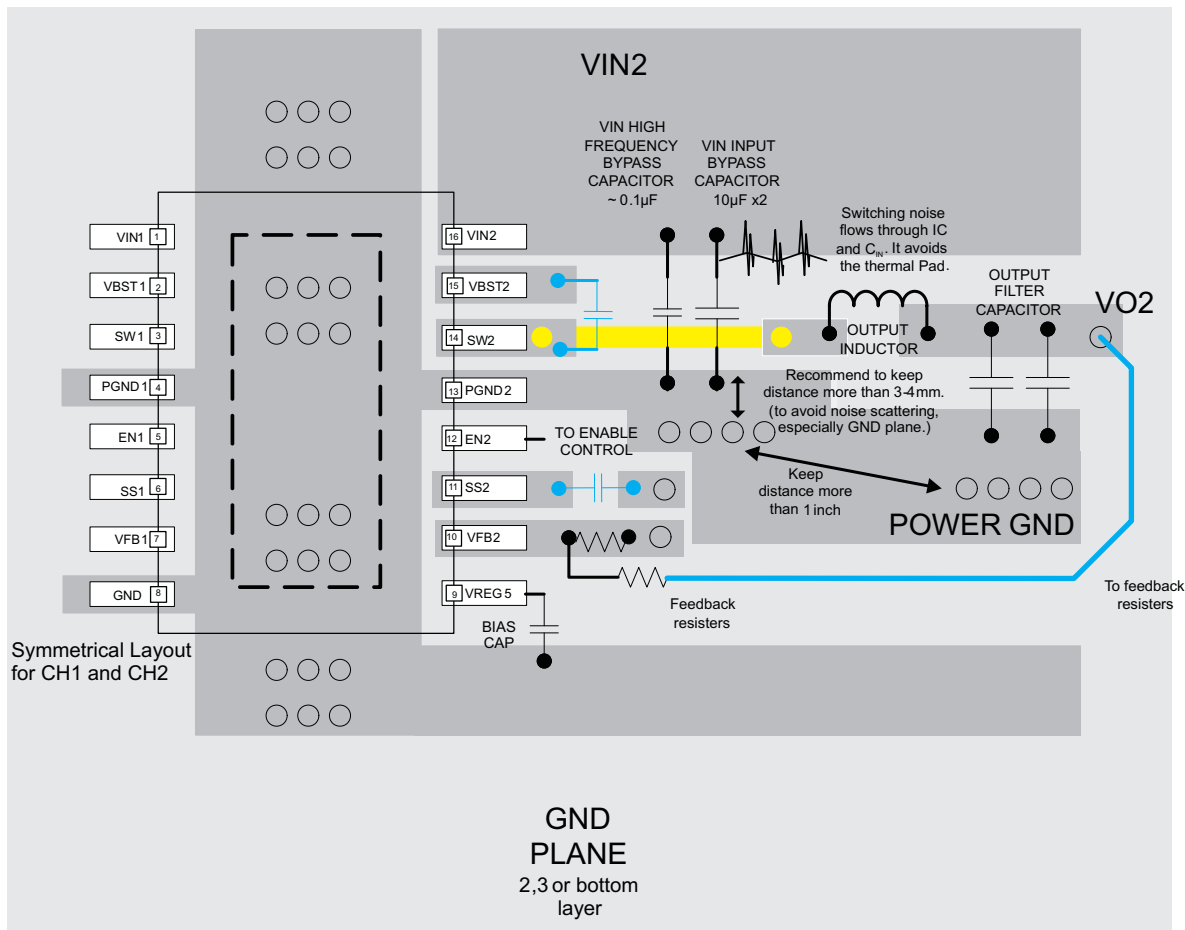 VIN2
VIN HIGH
FREQUENCY
BYPASS
CAPACITOR
~ 0.1µF
VIN INPUT
BYPASS
CAPACITOR
10µF x2
Switching noise
flows through IC
and CIN. It avoids
the thermal Pad.
OUTPUT
FILTER
CAPACITOR
VO2
OUTPUT
INDUCTOR
VIN1 1
VBST1 2
SW1 3
PGND1 4
EN1 5
SS1 6
VFB1 7
GND 8
16 VIN2
15 VBST2
14 SW2
13 PGND2
12 EN2
11 SS2
10 VFB2
9 VREG5
Recommend to keep
distance more than 3-4mm.
(to avoid noise scattering,
especially GND plane.)
TO ENABLE
CONTROL
Keep
distance more
than 1 inch
POWER GND
Feedback
resisters
To feedback
resisters
BIAS
CAP
Symmetrical Layout
for CH1 and CH2
GND
PLANE
2,3 or bottom
layer